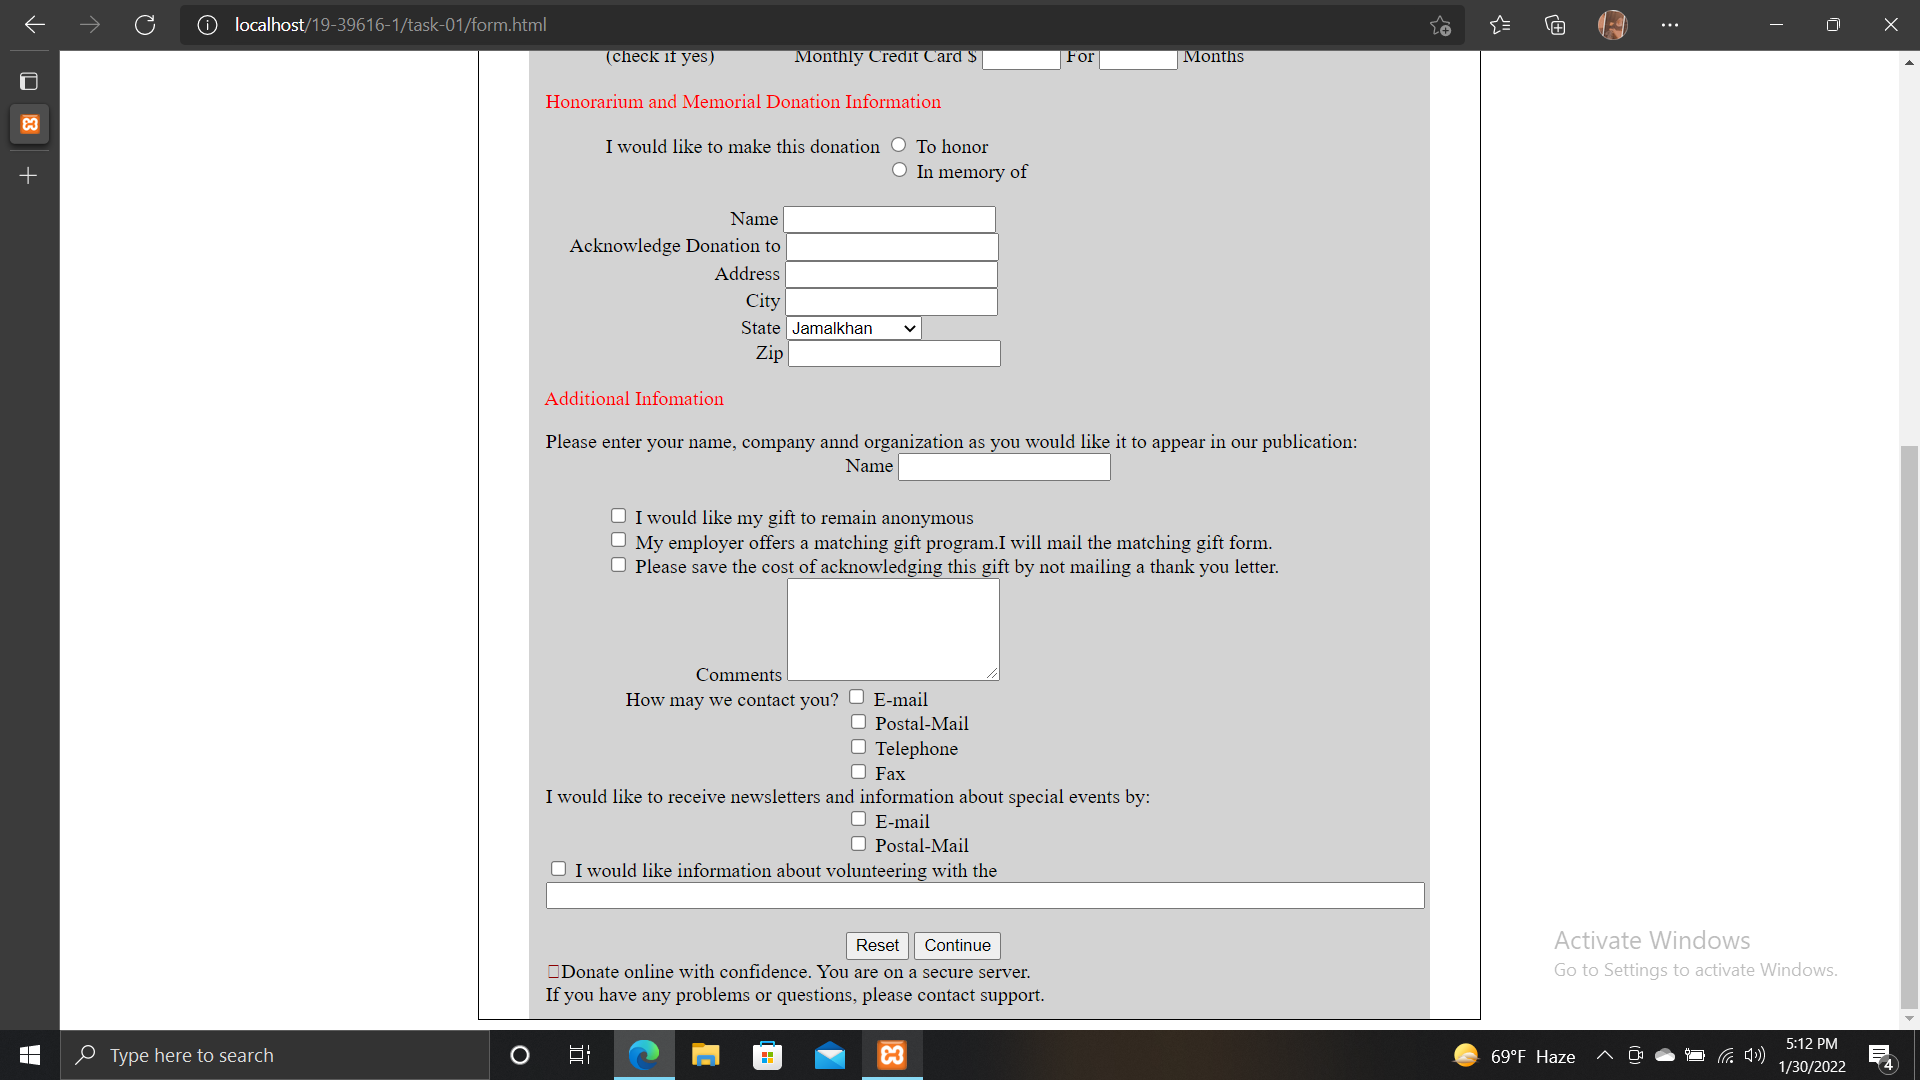 localhost/19-39616-1/task-01/form.html
(check if yes) Monthly Credit Card $ For Months
Honorarium and Memorial Donation Information
I would like to make this donation To honor
In memory of
Name
Acknowledge Donation to
Address
City
State Jamalkhan
Zip
Additional Infomation
Please enter your name, company annd organization as you would like it to appear in our publication:
Name
I would like my gift to remain anonymous
My employer offers a matching gift program.I will mail the matching gift form.
Please save the cost of acknowledging this gift by not mailing a thank you letter.
Comments
How may we contact you? E-mail
Postal-Mail
Telephone
Fax
I would like to receive newsletters and information about special events by:
E-mail
Postal-Mail
I would like information about volunteering with the
Reset Continue
Donate online with confidence. You are on a secure server.
If you have any problems or questions, please contact support.
Activate Windows
Go to Settings to activate Windows.
Type here to search
69°F Haze
5:12 PM
1/30/2022
4